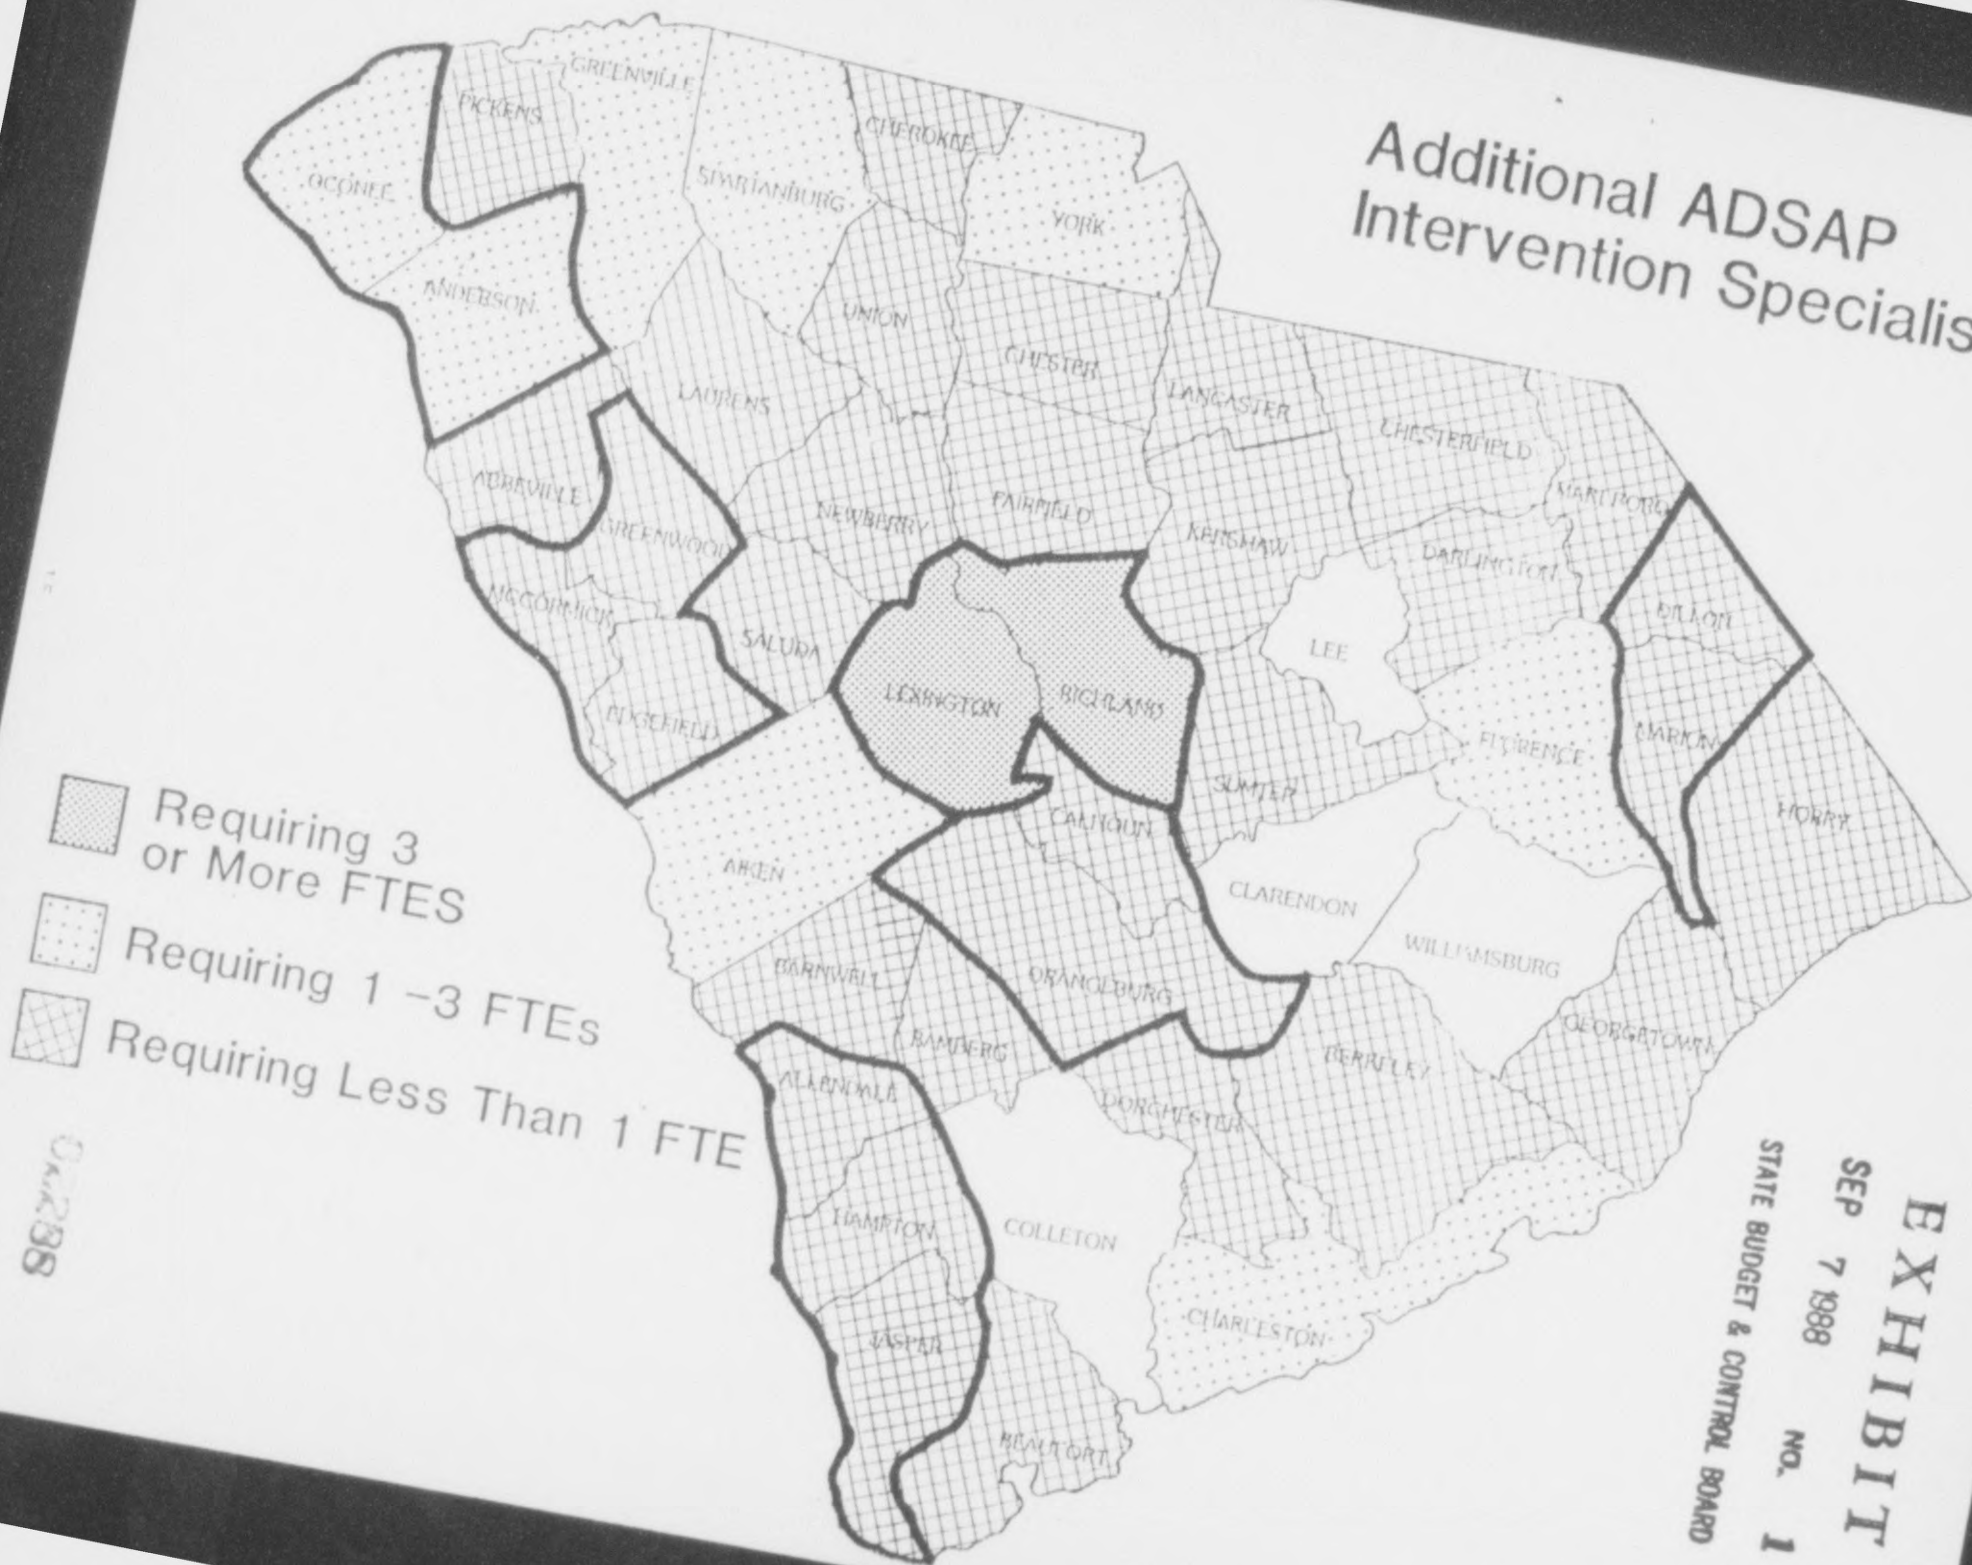 Additional ADSAP
Intervention Specialis
GREENVILLE
PICKENS
CHEROKEE
OCONEE
SPARTANBURG
YORK
ANDERSON
UNION
CHESTER
LAURENS
LANCASTER
CHESTERFIELD
ABBEVILLE
MARLBORO
GREENWOOD
NEWBERRY
FAIRFIELD
KERSHAW
DARLINGTON
MCCORMICK
DILLON
SALUDA
LEE
EDGEFIELD
LEXINGTON
RICHLAND
FLORENCE
MARION
SUMTER
HORRY
CALHOUN
AIKEN
CLARENDON
WILLIAMSBURG
BARNWELL
ORANGEBURG
GEORGETOWN
BAMBERG
BERKELEY
ALLENDALE
DORCHESTER
HAMPTON
COLLETON
CHARLESTON
JASPER
BEAUFORT
Requiring 3
or More FTES
Requiring 1 -3 FTEs
Requiring Less Than 1 FTE
EXHIBIT
SEP 7 1988 NO. 1
STATE BUDGET & CONTROL BOARD